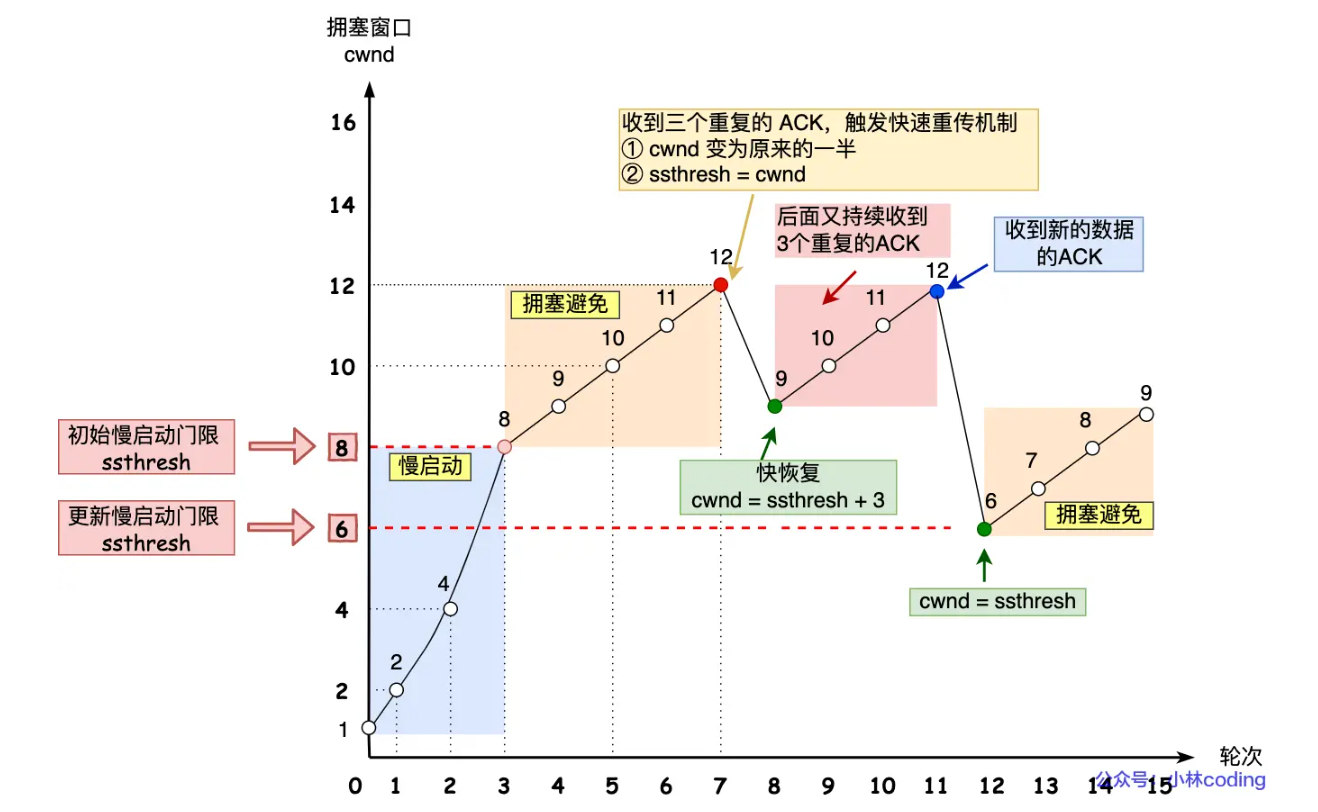 拥塞窗口
cwnd
16
收到三个重复的 ACK，触发快速重传机制
① cwnd 变为原来的一半
② ssthresh = cwnd
14
后面又持续收到
3个重复的ACK
收到新的数据
的ACK
12
12
12
拥塞避免
11
11
10
10
10
9
9
9
8
初始慢启动门限
ssthresh
8
慢启动
快恢复
cwnd = ssthresh + 3
更新慢启动门限
ssthresh
6
6
7
8
9
拥塞避免
4
4
cwnd = ssthresh
2
2
1
0
1
2
3
4
5
6
7
8
9
10
11
12
13
14
15
轮次
公众号：小林coding